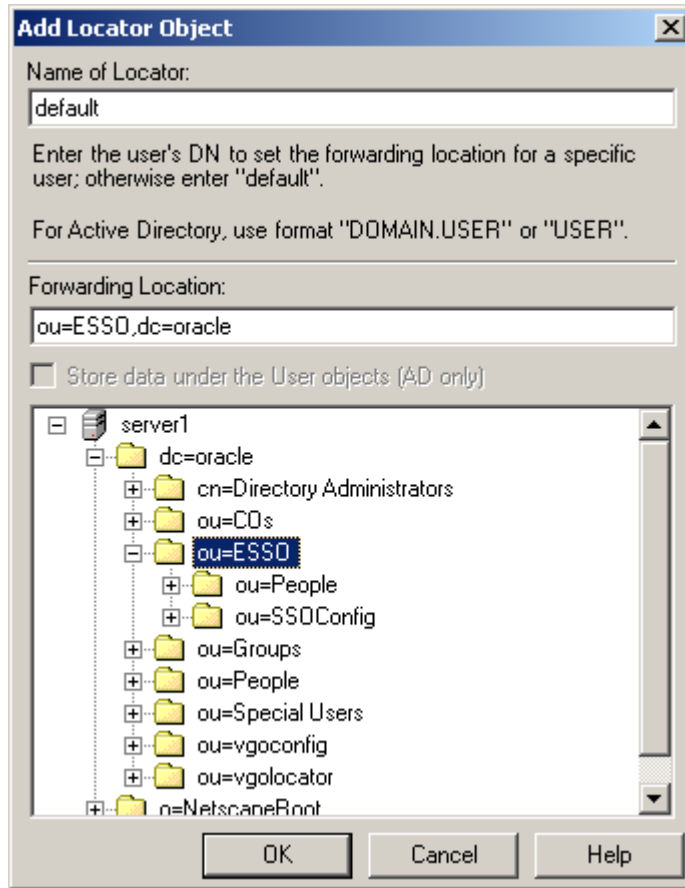 Add Locator Object
Name of Locator:
default
Enter the user's DN to set the forwarding location for a specific
user; otherwise enter "default".
For Active Directory, use format "DOMAIN.USER" or "USER".
Forwarding Location:
ou=ESSO,dc=oracle
Store data under the User objects (AD only)
server1
dc=oracle
cn=Directory Administrators
ou=COs
ou=ESSO
ou=People
ou=SSOConfig
ou=Groups
ou=People
ou=Special Users
ou=vgoconfig
ou=vgolocator
o=NetscapeRoot
OK Cancel Help